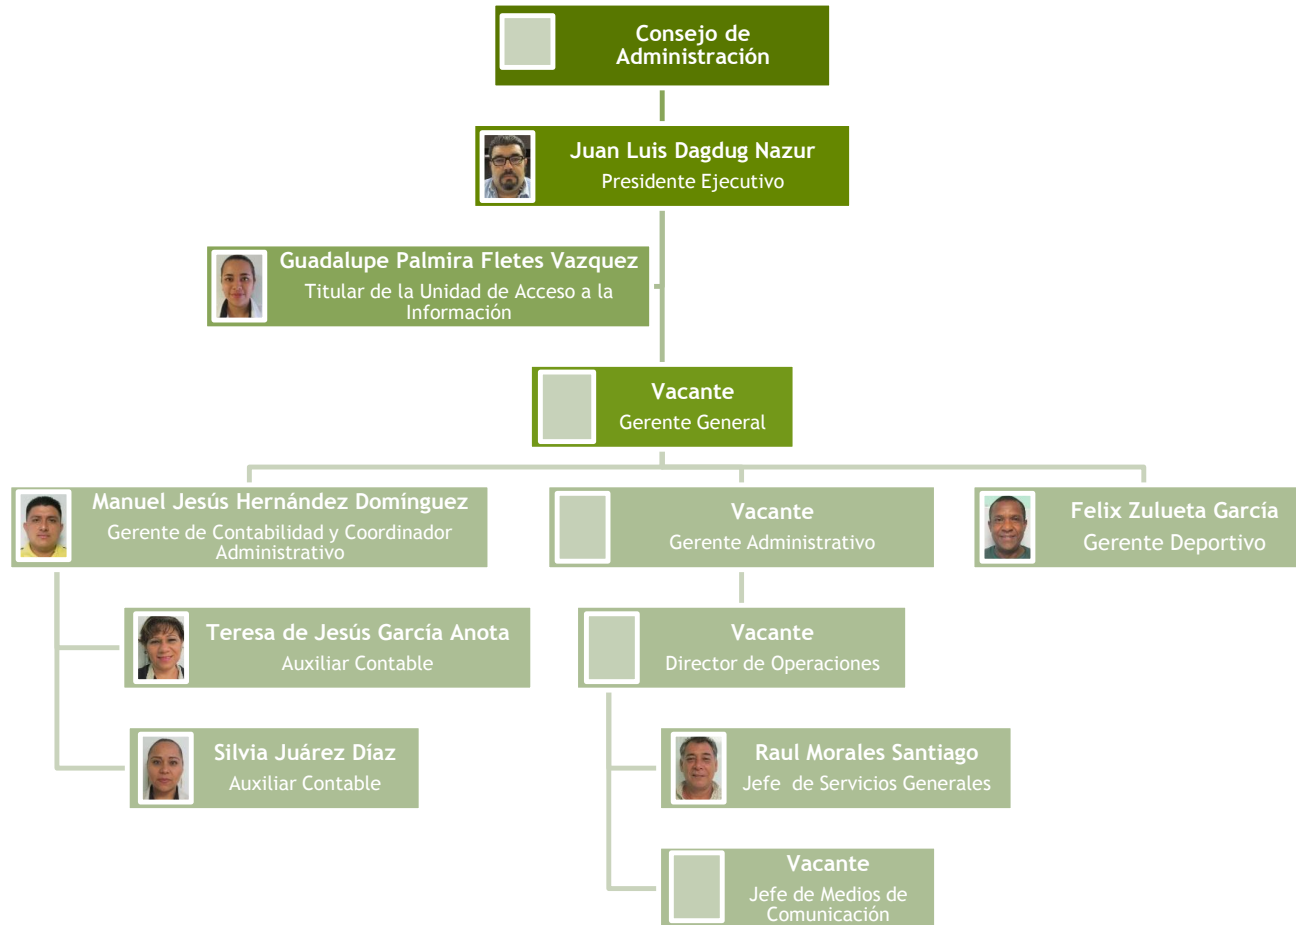 Consejo de
Administración
Juan Luis Dagdug Nazur
Presidente Ejecutivo
Guadalupe Palmira Fletes Vazquez
Titular de la Unidad de Acceso a la
Información
Vacante
Gerente General
Manuel Jesús Hernández Domínguez
Gerente de Contabilidad y Coordinador
Administrativo
Vacante
Gerente Administrativo
Felix Zulueta García
Gerente Deportivo
Teresa de Jesús García Anota
Auxiliar Contable
Vacante
Director de Operaciones
Silvia Juárez Díaz
Auxiliar Contable
Raul Morales Santiago
Jefe  de Servicios Generales
Vacante
Jefe de Medios de
Comunicación